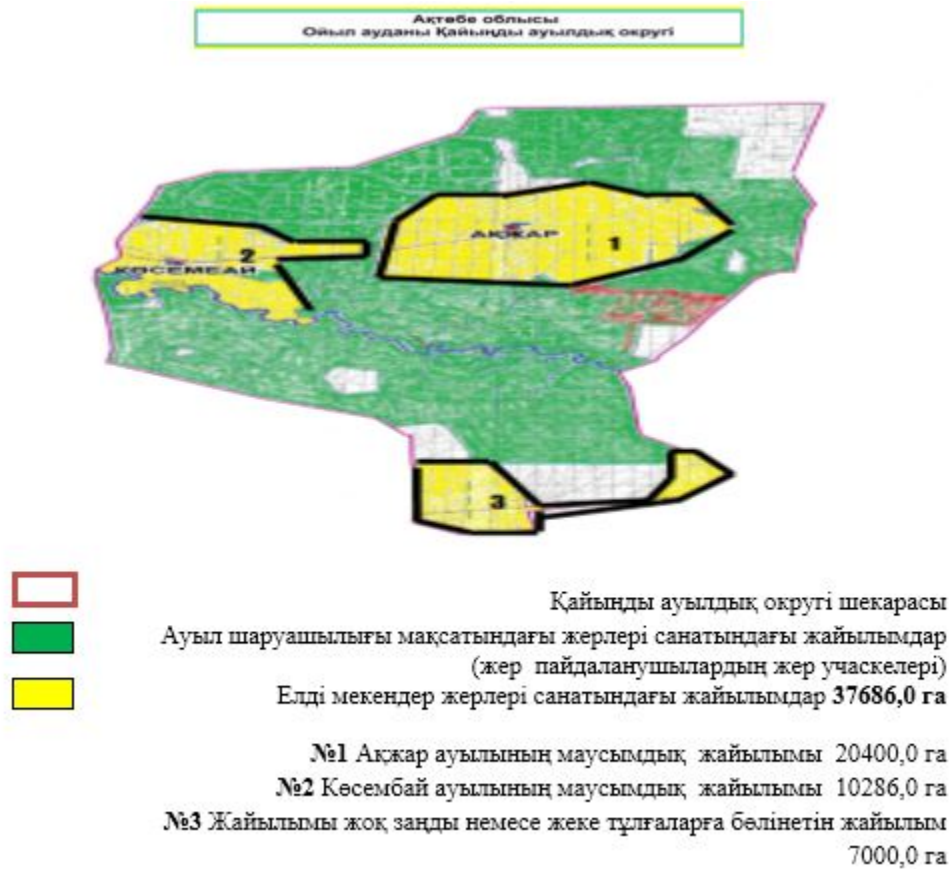 Ақтөбе облысы
Ойыл ауданы Қайыңды ауылдық округі
АҚЖАР
1
2
КӨСЕМБАЙ
3
Қайыңды ауылдық округі шекарасы
Ауыл шаруашылығы мақсатындағы жерлері санатындағы жайылымдар
(жер пайдаланушылардың жер учаскелері)
Елді мекендер жерлері санатындағы жайылымдар 37686,0 га
№1 Ақжар ауылының маусымдық жайылымы 20400,0 га
№2 Көсембай ауылының маусымдық жайылымы 10286,0 га
№3 Жайылымы жоқ заңды немесе жеке тұлғаларға бөлінетін жайылым
7000,0 га